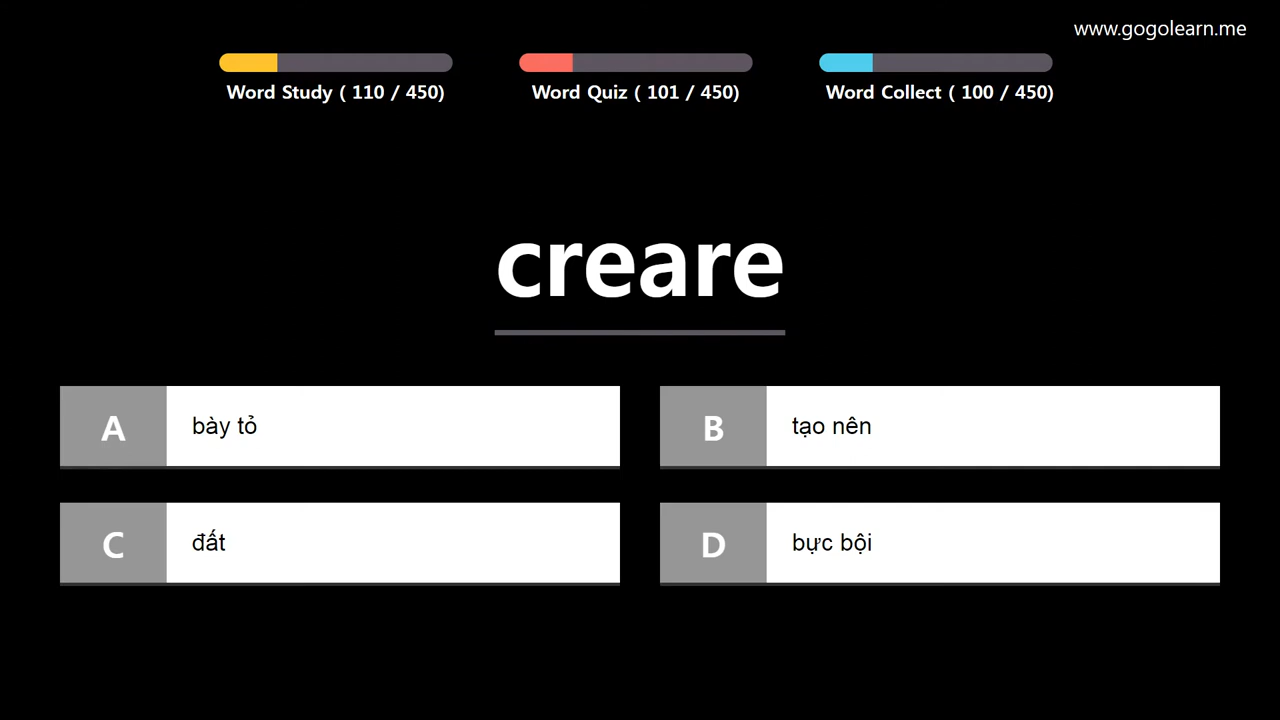 www.gogolearn.me
Word Study ( 110 / 450)
Word Quiz ( 101 / 450)
Word Collect ( 100 / 450)
creare
A bày tỏ
B tạo nên
C đất
D bực bội